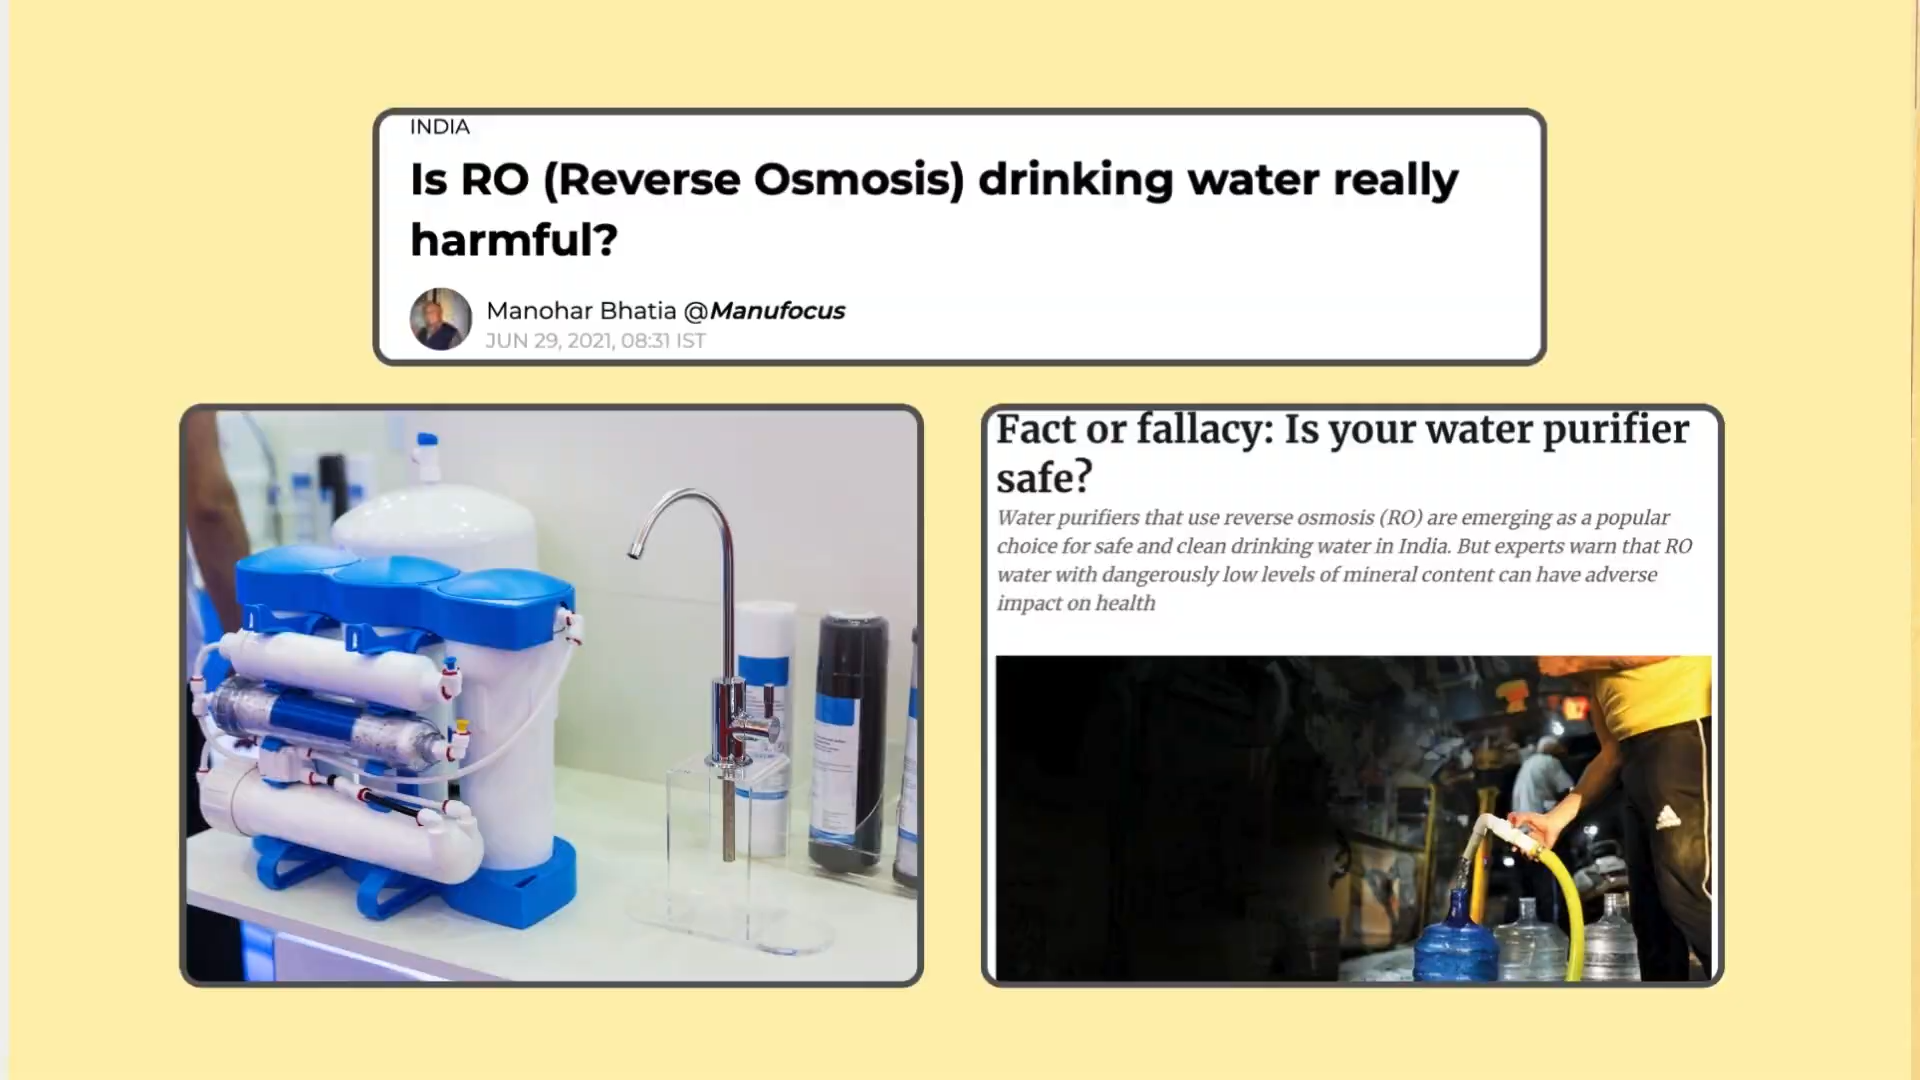 INDIA
Is RO (Reverse Osmosis) drinking water really
harmful?
Manohar Bhatia @Manufocus
JUN 29, 2021, 08:31 IST
Fact or fallacy: Is your water purifier
safe?
Water purifiers that use reverse osmosis (RO) are emerging as a popular
choice for safe and clean drinking water in India. But experts warn that RO
water with dangerously low levels of mineral content can have adverse
impact on health